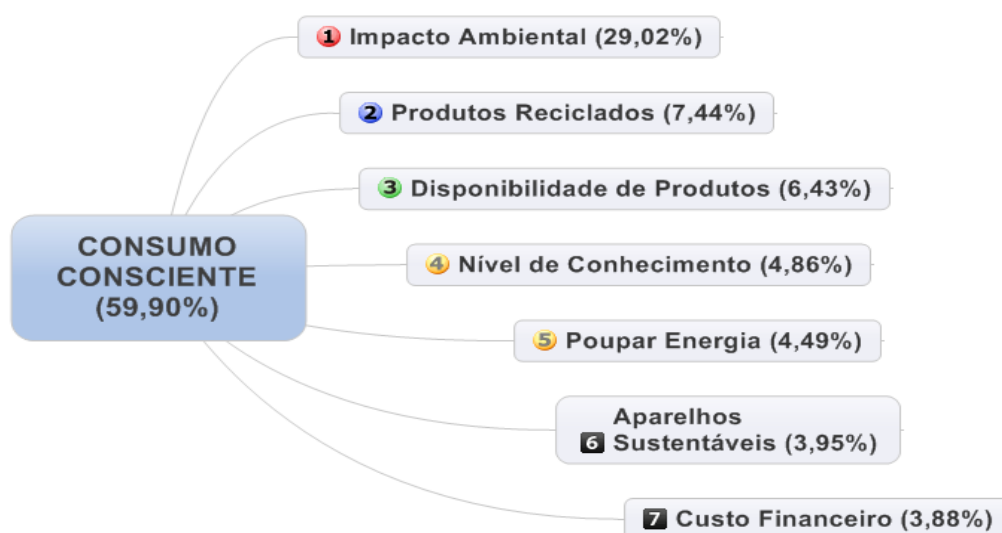 1 Impacto Ambiental (29,02%)
2 Produtos Reciclados (7,44%)
3 Disponibilidade de Produtos (6,43%)
CONSUMO
CONSCIENTE
(59,90%)
4 Nível de Conhecimento (4,86%)
5 Poupar Energia (4,49%)
Aparelhos
6 Sustentáveis (3,95%)
7 Custo Financeiro (3,88%)